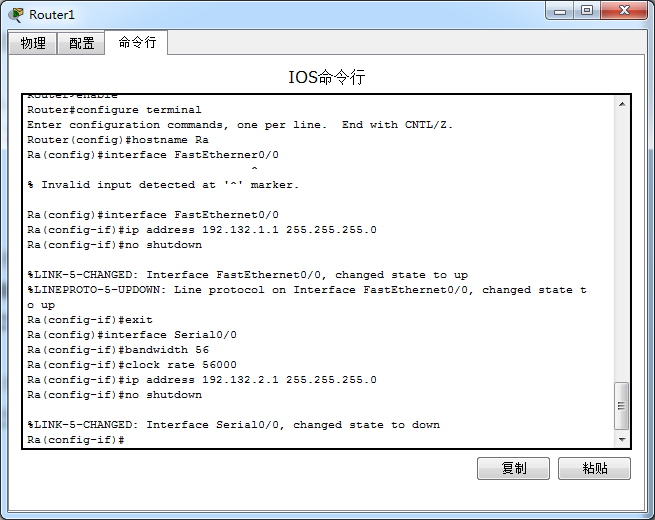 Router1
物理 配置 命令行
IOS命令行
Router>enable
Router#configure terminal
Enter configuration commands, one per line.  End with CNTL/Z.
Router(config)#hostname Ra
Ra(config)#interface FastEtherner0/0
^
% Invalid input detected at '^' marker.
Ra(config)#interface FastEthernet0/0
Ra(config-if)#ip address 192.132.1.1 255.255.255.0
Ra(config-if)#no shutdown
%LINK-5-CHANGED: Interface FastEthernet0/0, changed state to up
%LINEPROTO-5-UPDOWN: Line protocol on Interface FastEthernet0/0, changed state t
o up
Ra(config-if)#exit
Ra(config)#interface Serial0/0
Ra(config-if)#bandwidth 56
Ra(config-if)#clock rate 56000
Ra(config-if)#ip address 192.132.2.1 255.255.255.0
Ra(config-if)#no shutdown
%LINK-5-CHANGED: Interface Serial0/0, changed state to down
Ra(config-if)#
复制 粘贴